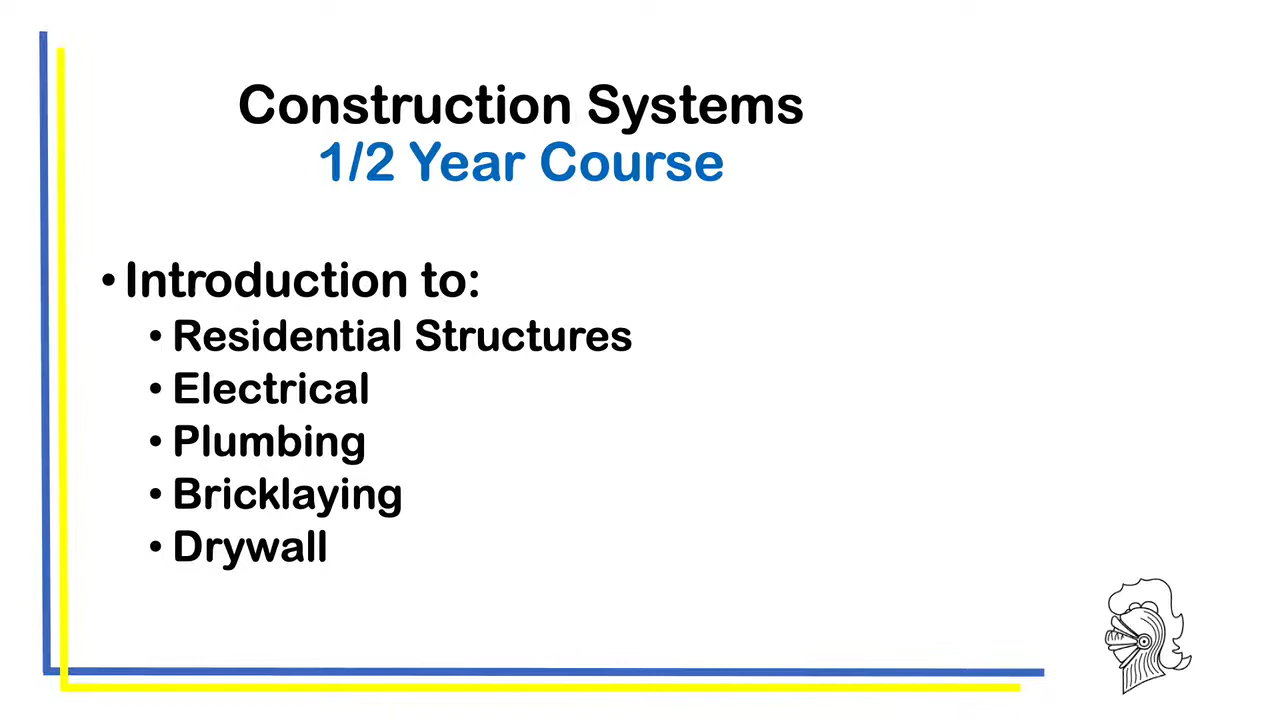 Construction Systems
1/2 Year Course
• Introduction to:
• Residential Structures
• Electrical
• Plumbing
• Bricklaying
• Drywall